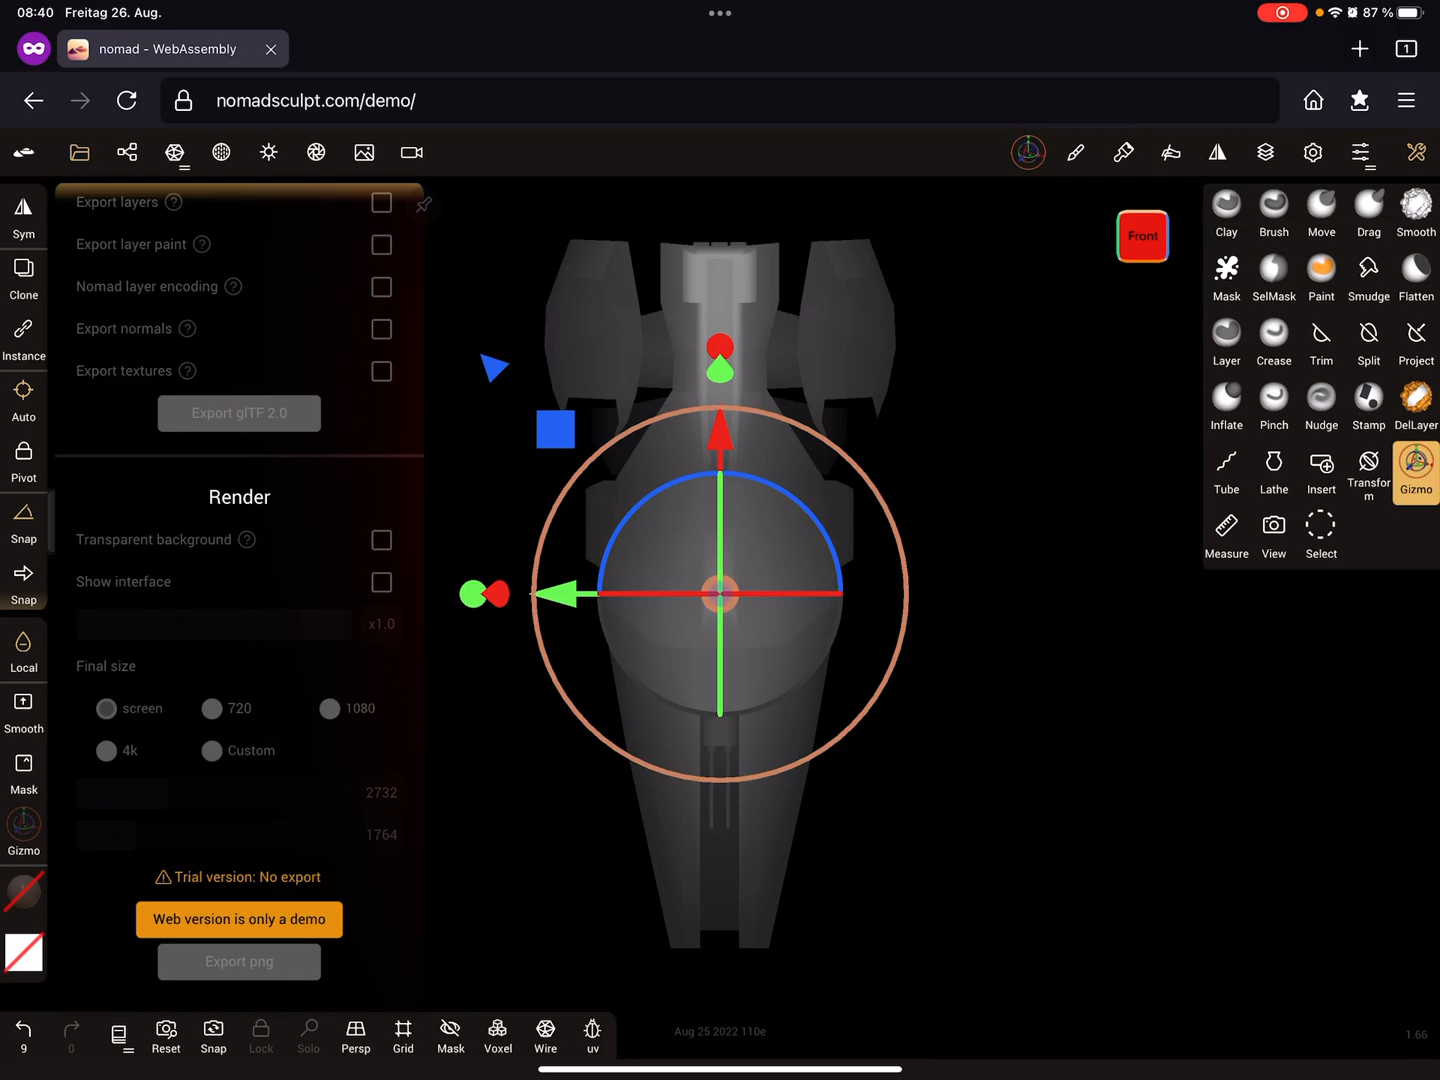 08:40 Freitag 26. Aug.
87 %
nomad - WebAssembly
1
nomadsculpt.com/demo/
Sym
Clone
Instance
Auto
Pivot
Snap
Snap
Local
Smooth
Mask
Gizmo
Export layers ?
Export layer paint ?
Nomad layer encoding ?
Export normals ?
Export textures ?
Export glTF 2.0
Render
Transparent background ?
Show interface
x1.0
Final size
screen 720 1080
4k Custom
2732
1764
Trial version: No export
Web version is only a demo
Export png
Front
Clay Brush Move Drag Smooth
Mask SelMask Paint Smudge Flatten
Layer Crease Trim Split Project
Inflate Pinch Nudge Stamp DelLayer
Tube Lathe Insert Transfor
m Gizmo
Measure View Select
9 0 Reset Snap Lock Solo Persp Grid Mask Voxel Wire uv
Aug 25 2022 110e
1.66